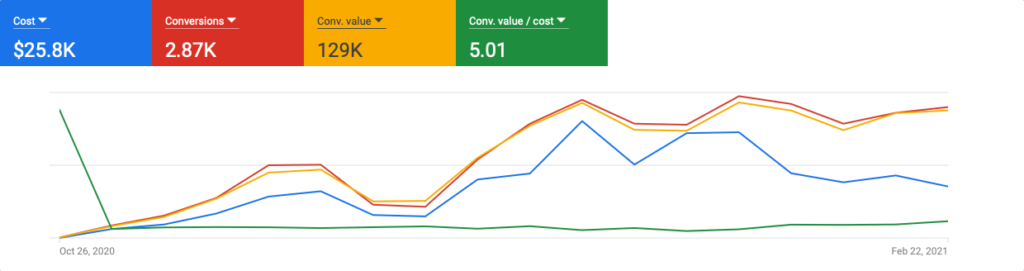 Cost
$25.8K
Conversions
2.87K
Conv. value
129K
Conv. value / cost
5.01
Oct 26, 2020
Feb 22, 2021